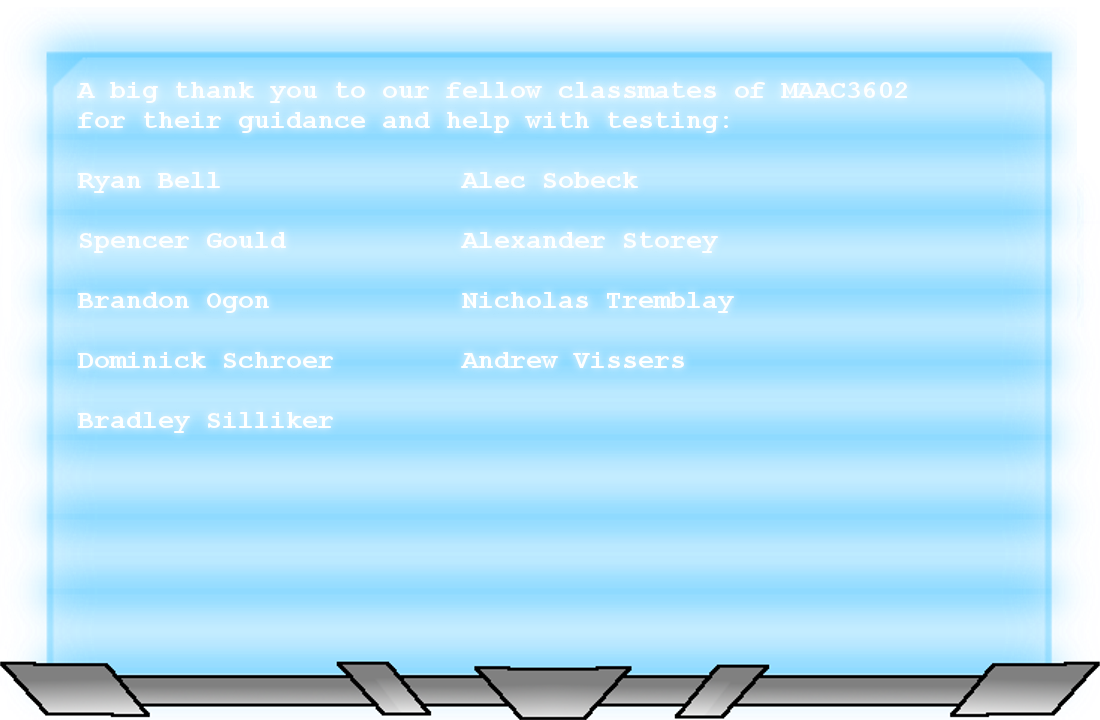 A big thank you to our fellow classmates of MAAC3602
for their guidance and help with testing:
Ryan Bell Alec Sobeck
Spencer Gould Alexander Storey
Brandon Ogon Nicholas Tremblay
Dominick Schroer Andrew Vissers
Bradley Silliker